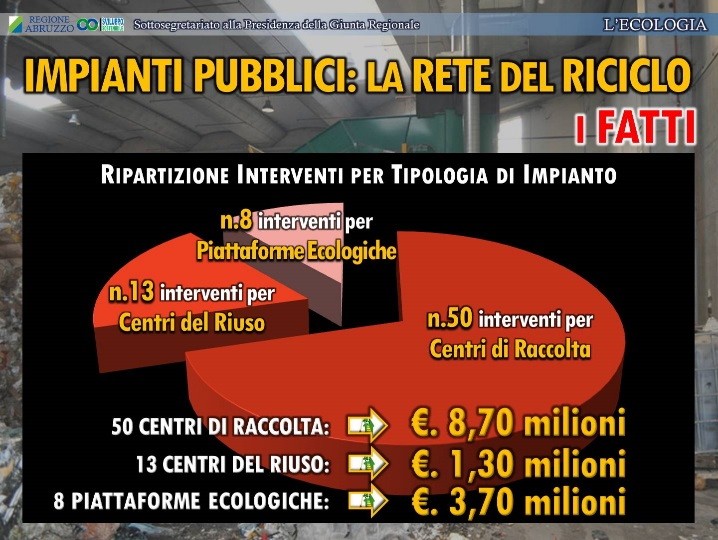 REGIONE
ABRUZZO
Sottosegretariato alla Presidenza della Giunta Regionale
L'ECOLOGIA
IMPIANTI PUBBLICI: LA RETE DEL RICICLO
I FATTI
RIPARTIZIONE INTERVENTI PER TIPOLOGIA DI IMPIANTO
n.8 interventi per
Piattaforme Ecologiche
n.13 interventi per
Centri del Riuso
n.50 interventi per
Centri di Raccolta
50 CENTRI DI RACCOLTA: €. 8,70 milioni
13 CENTRI DEL RIUSO: €. 1,30 milioni
8 PIATTAFORME ECOLOGICHE: €. 3,70 milioni